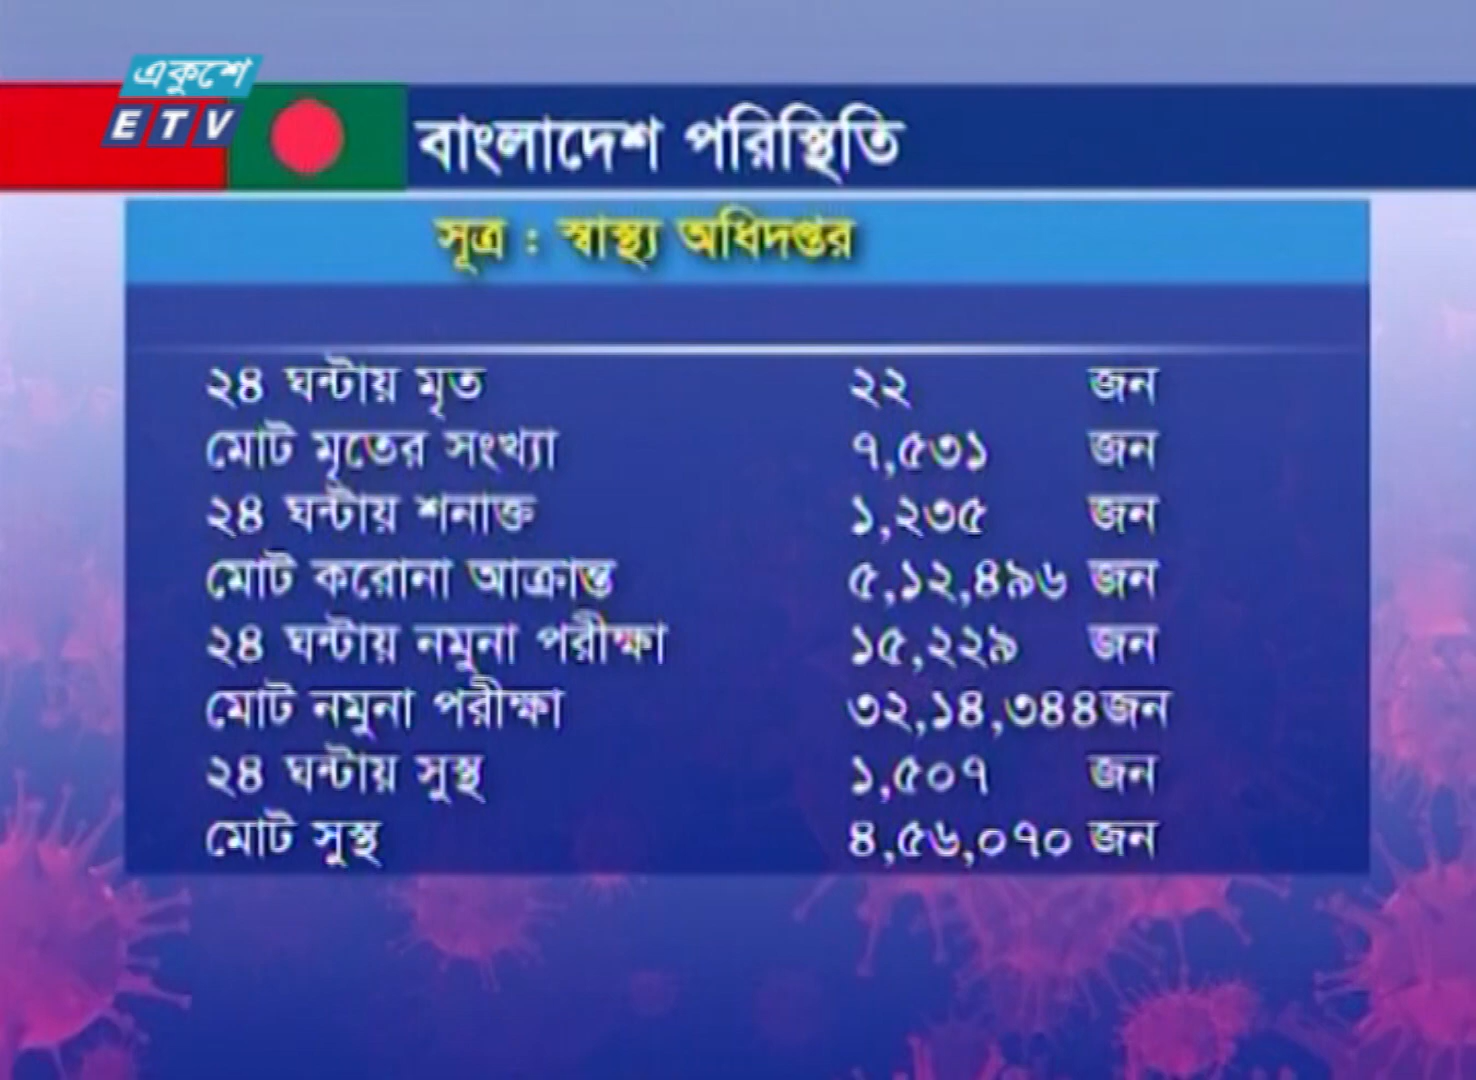 একুশে
ETV
বাংলাদেশ পরিস্থিতি
সূত্র : স্বাস্থ্য অধিদপ্তর
২৪ ঘন্টায় মৃত ২২ জন
মোট মৃতের সংখ্যা ৭,৫৩১ জন
২৪ ঘন্টায় শনাক্ত ১,২৩৫ জন
মোট করোনা আক্রান্ত ৫,১২,৪৯৬ জন
২৪ ঘন্টায় নমুনা পরীক্ষা ১৫,২২৯ জন
মোট নমুনা পরীক্ষা ৩২,১৪,৩৪৪জন
২৪ ঘন্টায় সুস্থ ১,৫০৭ জন
মোট সুস্থ ৪,৫৬,০৭০ জন